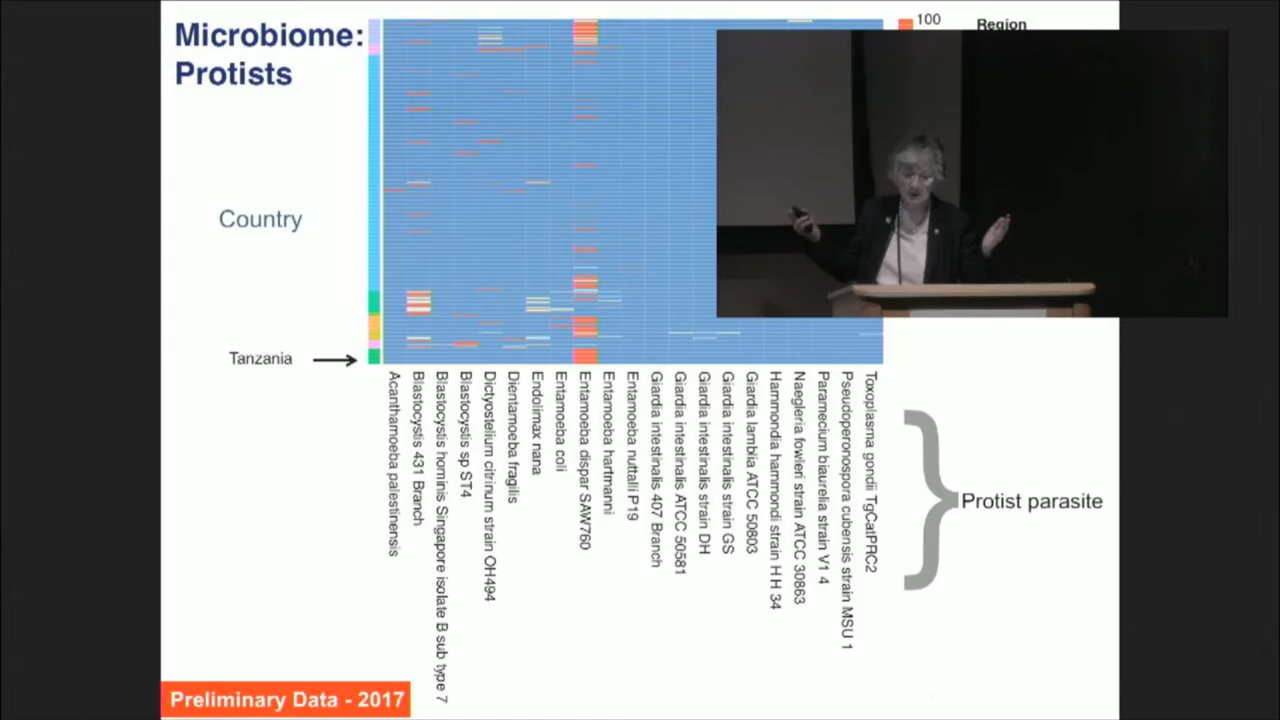 Microbiome:
Protists
100
Region
Country
Tanzania
Acanthamoeba palestinensis
Blastocystis 431 Branch
Blastocystis hominis Singapore isolate B sub type 7
Blastocystis sp ST4
Dictyostelium citrinum strain OH494
Dientamoeba fragilis
Endolimax nana
Entamoeba coli
Entamoeba dispar SAW760
Entamoeba hartmanni
Entamoeba nuttalli P19
Giardia intestinalis 407 Branch
Giardia intestinalis ATCC 50581
Giardia intestinalis strain DH
Giardia intestinalis strain GS
Giardia lamblia ATCC 50803
Hammondia hammondi strain H H 34
Naegleria fowleri strain ATCC 30863
Paramecium biaurelia strain V1 4
Pseudoperonospora cubensis strain MSU 1
Toxoplasma gondii TgCatPRC2
Protist parasite
Preliminary Data - 2017